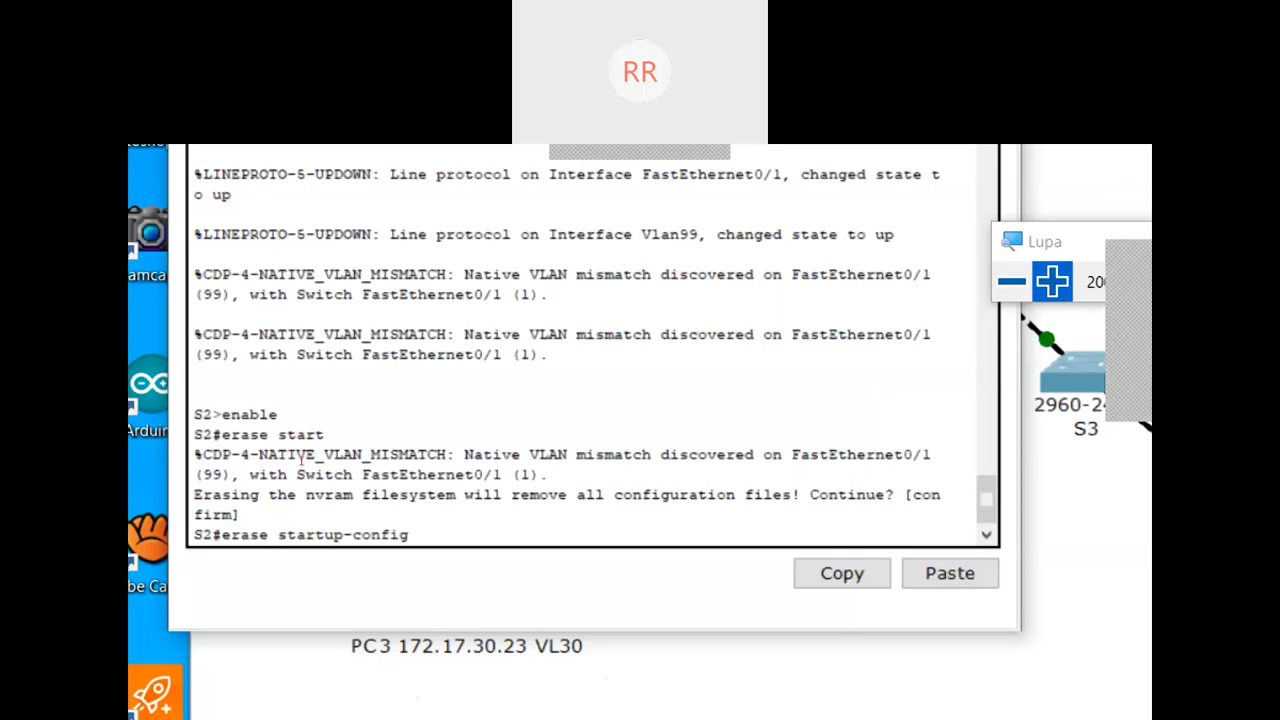 RR
%LINEPROTO-5-UPDOWN: Line protocol on Interface FastEthernet0/1, changed state t
o up
%LINEPROTO-5-UPDOWN: Line protocol on Interface Vlan99, changed state to up
%CDP-4-NATIVE_VLAN_MISMATCH: Native VLAN mismatch discovered on FastEthernet0/1
(99), with Switch FastEthernet0/1 (1).
%CDP-4-NATIVE_VLAN_MISMATCH: Native VLAN mismatch discovered on FastEthernet0/1
(99), with Switch FastEthernet0/1 (1).
S2>enable
S2#erase start
%CDP-4-NATIVE_VLAN_MISMATCH: Native VLAN mismatch discovered on FastEthernet0/1
(99), with Switch FastEthernet0/1 (1).
Erasing the nvram filesystem will remove all configuration files! Continue? [con
firm]
S2#erase startup-config
Copy
Paste
PC3 172.17.30.23 VL30
Lupa
2960-2
S3
amca
Arduin
be Ca